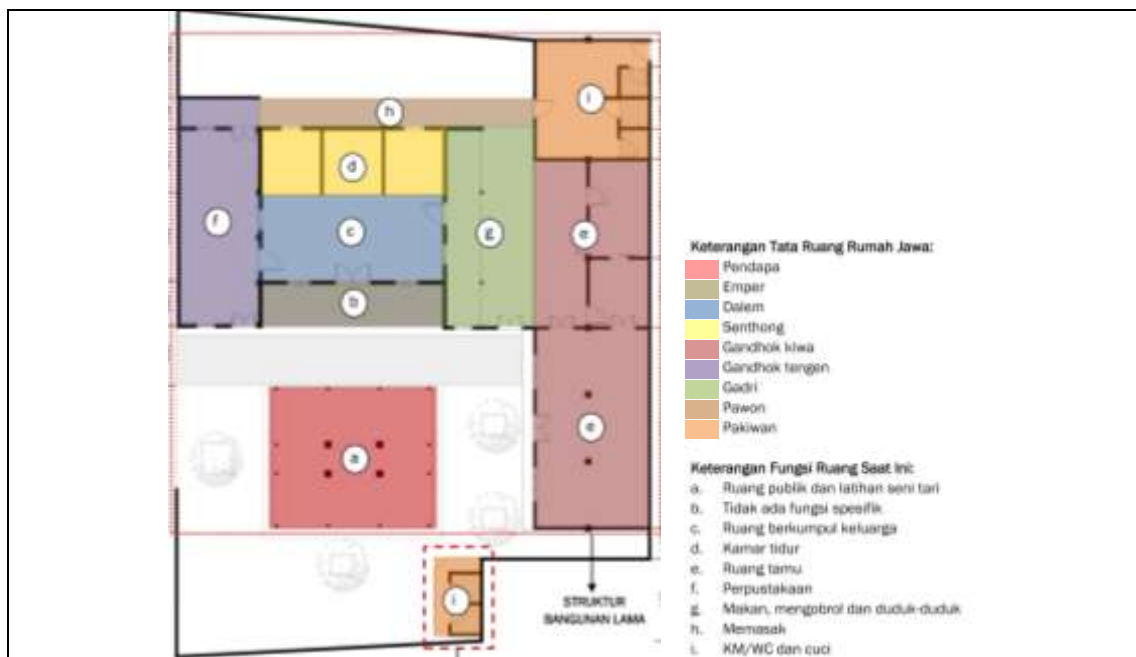 h
i
d
f
c
g
e
b
a
e
i
STRUKTUR
BANGUNAN LAMA
Keterangan Tata Ruang Rumah Jawa:
Pendapa
Emper
Dalem
Senthong
Gandhok kiwa
Gandhok tengen
Gadri
Pawon
Pakiwan
Keterangan Fungsi Ruang Saat Ini:
a. Ruang publik dan latihan seni tari
b. Tidak ada fungsi spesifik
c. Ruang berkumpul keluarga
d. Kamar tidur
e. Ruang tamu
f. Perpustakaan
g. Makan, mengobrol dan duduk-duduk
h. Memasak
i. KM/WC dan cuci